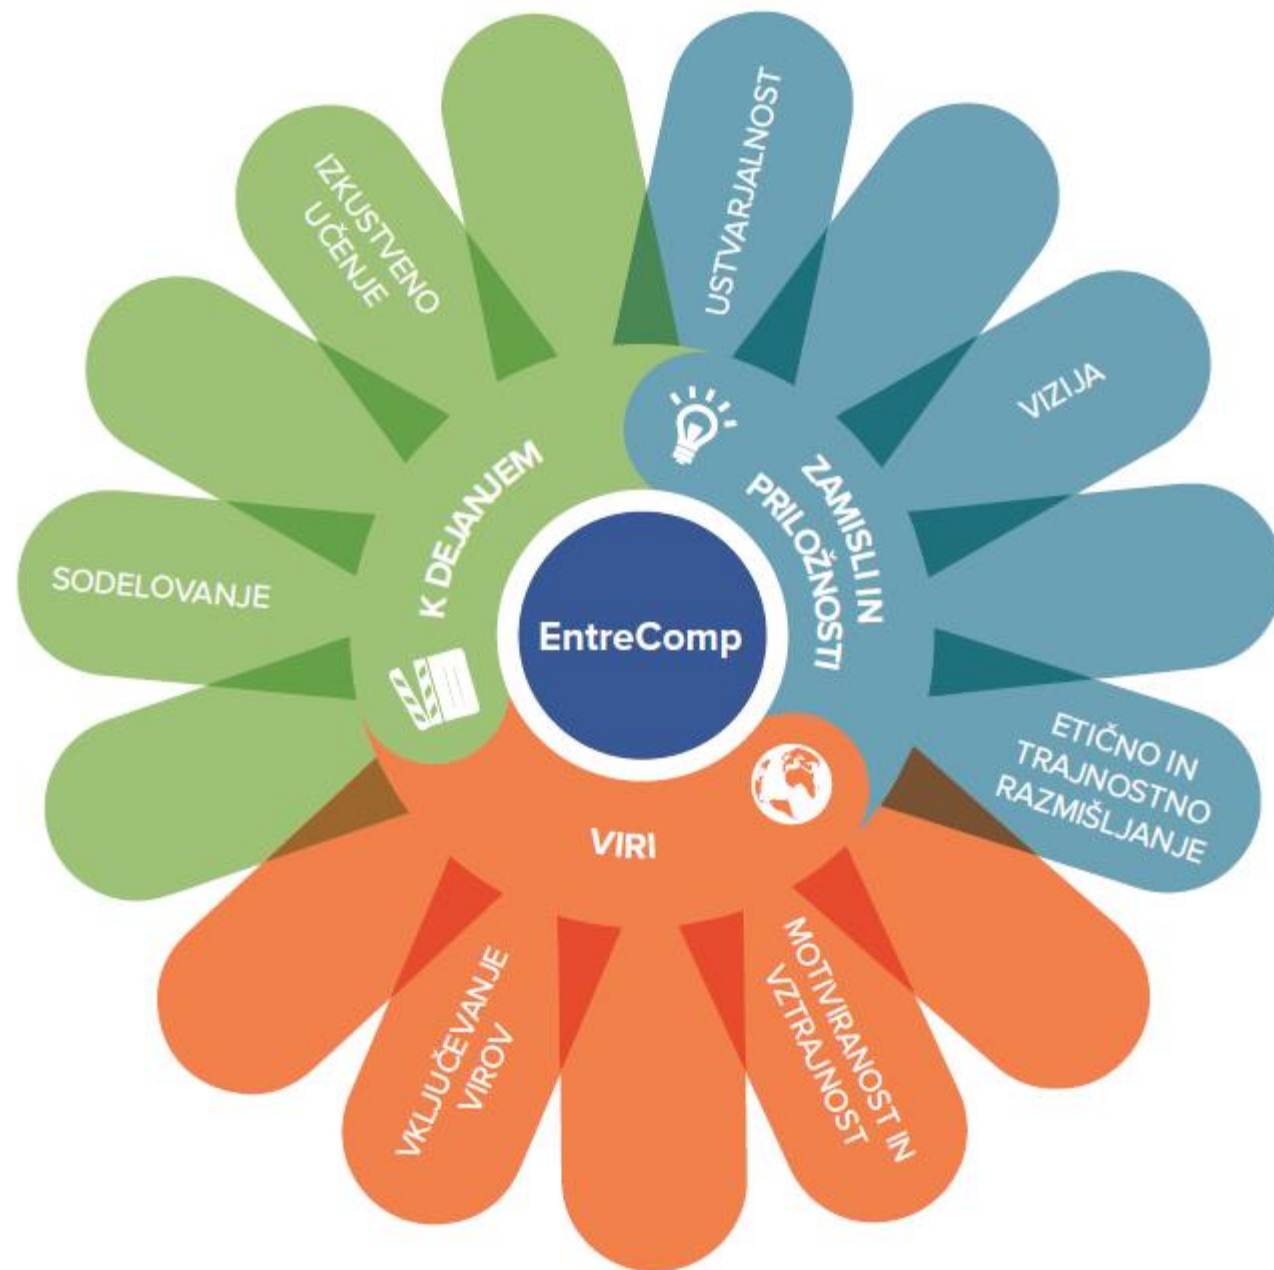 USTVARJALNOST
VIZIJA
ETIČNO IN
TRAJNOSTNO
RAZMIŠLJANJE
MOTIVIRANOST IN
VZTRAJNOST
VKLJUČEVANJE
VIROV
SODELOVANJE
IZKUSTVENO
UČENJE
K DEJANJEM
ZAMISLI IN
PRILOŽNOSTI
VIRI
EntreComp